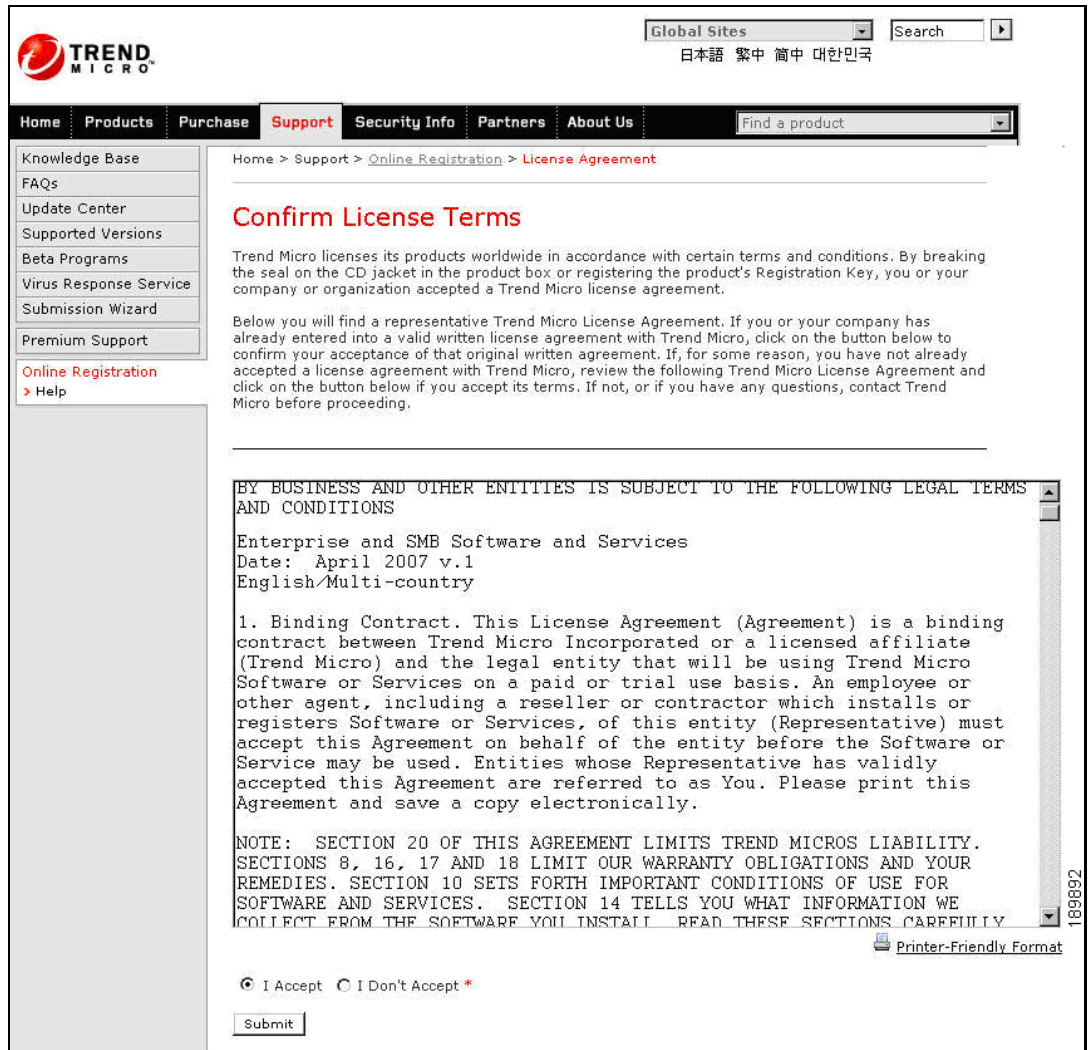 TREND
MICRO™
Global Sites
Search
日本語 繁中 简中 대한민국
Home Products Purchase Support Security Info Partners About Us
Find a product
Knowledge Base
FAQs
Update Center
Supported Versions
Beta Programs
Virus Response Service
Submission Wizard
Premium Support
Online Registration
> Help
Home > Support > Online Registration > License Agreement
Confirm License Terms
Trend Micro licenses its products worldwide in accordance with certain terms and conditions. By breaking
the seal on the CD jacket in the product box or registering the product's Registration Key, you or your
company or organization accepted a Trend Micro license agreement.
Below you will find a representative Trend Micro License Agreement. If you or your company has
already entered into a valid written license agreement with Trend Micro, click on the button below to
confirm your acceptance of that original written agreement. If, for some reason, you have not already
accepted a license agreement with Trend Micro, review the following Trend Micro License Agreement and
click on the button below if you accept its terms. If not, or if you have any questions, contact Trend
Micro before proceeding.
BY BUSINESS AND OTHER ENTITIES IS SUBJECT TO THE FOLLOWING LEGAL TERMS
AND CONDITIONS
Enterprise and SMB Software and Services
Date: April 2007 v.1
English/Multi-country
1. Binding Contract. This License Agreement (Agreement) is a binding
contract between Trend Micro Incorporated or a licensed affiliate
(Trend Micro) and the legal entity that will be using Trend Micro
Software or Services on a paid or trial use basis. An employee or
other agent, including a reseller or contractor which installs or
registers Software or Services, of this entity (Representative) must
accept this Agreement on behalf of the entity before the Software or
Service may be used. Entities whose Representative has validly
accepted this Agreement are referred to as You. Please print this
Agreement and save a copy electronically.
NOTE: SECTION 20 OF THIS AGREEMENT LIMITS TREND MICROS LIABILITY.
SECTIONS 8, 16, 17 AND 18 LIMIT OUR WARRANTY OBLIGATIONS AND YOUR
REMEDIES. SECTION 10 SETS FORTH IMPORTANT CONDITIONS OF USE FOR
SOFTWARE AND SERVICES. SECTION 14 TELLS YOU WHAT INFORMATION WE
COLLECT FROM THE SOFTWARE YOU INSTALL. READ THESE SECTIONS CAREFULLY
189892
Printer-Friendly Format
I Accept I Don't Accept *
Submit